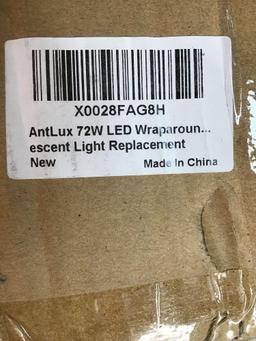 X0028FAG8H
AntLux 72W LED Wraparoun...
escent Light Replacement
New Made In China